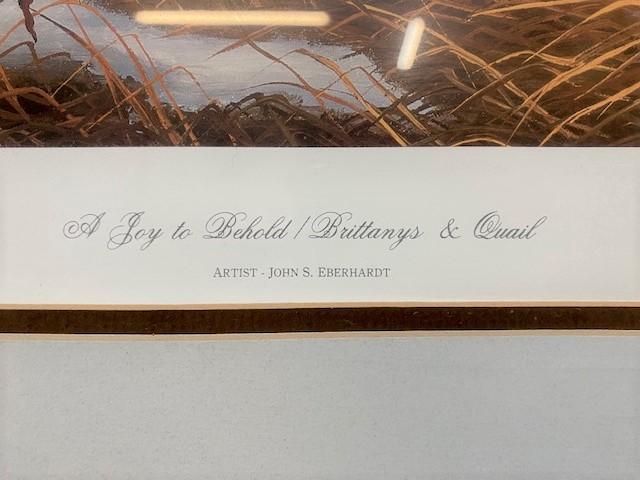 A Joy to Behold / Brittanys & Quail
Artist - John S. Eberhardt